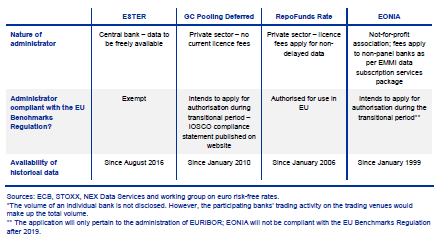 ESTER
GC Pooling Deferred
RepoFunds Rate
EONIA
Nature of
administrator
Central bank – data to
be freely available
Private sector – no
current licence fees
Private sector – licence
fees apply for non-
delayed data
Not-for-profit
association; fees apply
to non-panel banks as
per EMMI data
subscription services
package
Administrator
compliant with the EU
Benchmarks
Regulation?
Exempt
Intends to apply for
authorisation during
transitional period –
IOSCO compliance
statement published on
website
Authorised for use in
EU
Intends to apply for
authorisation during
the transitional period**
Availability of
historical data
Since August 2016
Since January 2010
Since January 2006
Since January 1999
Sources: ECB, STOXX, NEX Data Services and working group on euro risk-free rates.
*The volume of an individual bank is not disclosed. However, the participating banks' trading activity on the trading venues would
make up the total volume.
** The application will only pertain to the administration of EURIBOR; EONIA will not be compliant with the EU Benchmarks Regulation
after 2019.